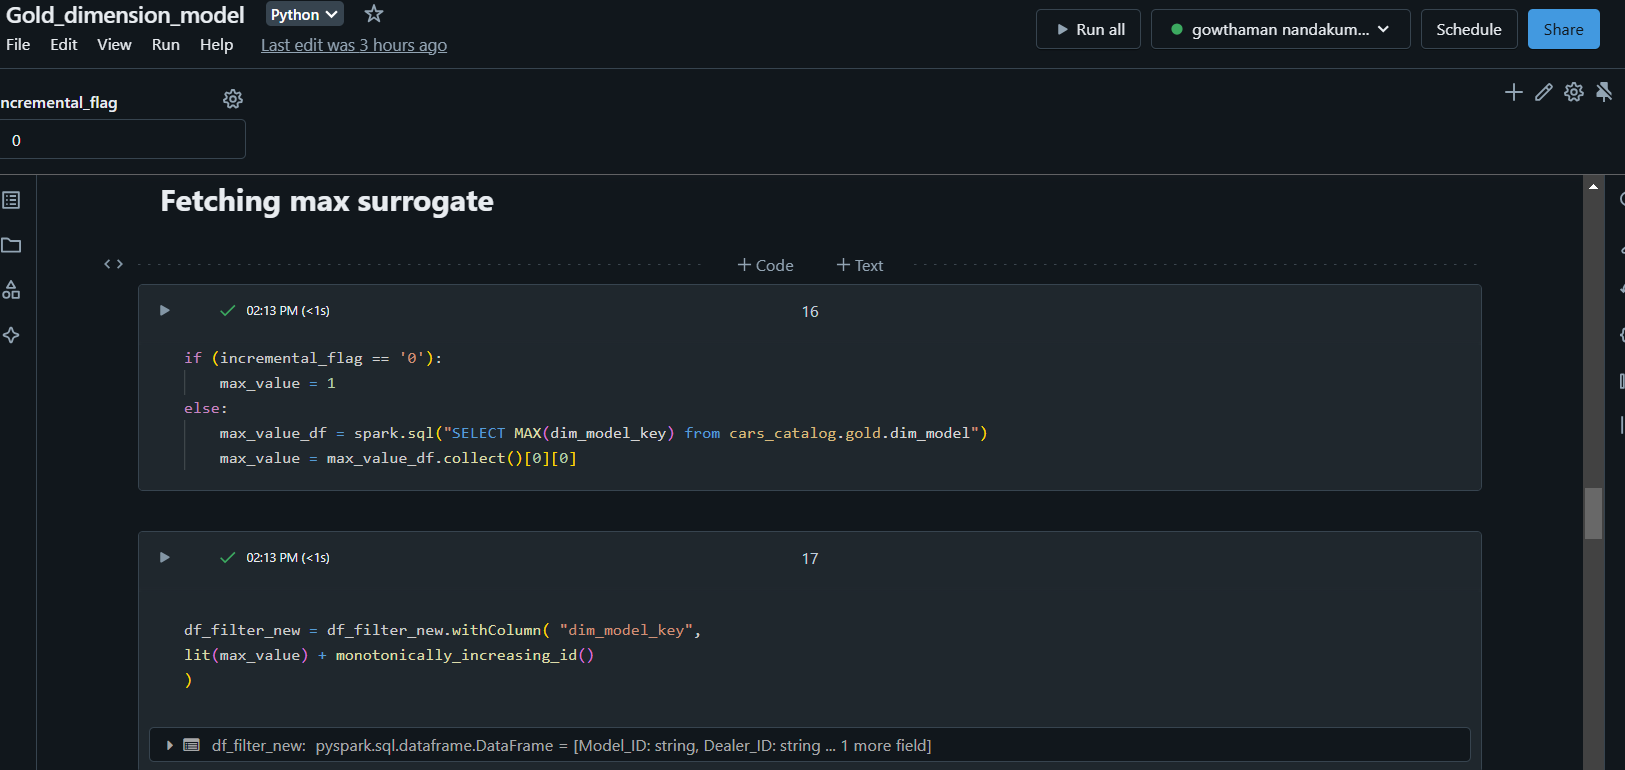 Gold_dimension_model Python
File Edit View Run Help Last edit was 3 hours ago
Run all gowthaman nandakum... Schedule Share
ncremental_flag
0
Fetching max surrogate
+ Code + Text
02:13 PM (<1s) 16
if (incremental_flag == '0'):
    max_value = 1
else:
    max_value_df = spark.sql("SELECT MAX(dim_model_key) from cars_catalog.gold.dim_model")
    max_value = max_value_df.collect()[0][0]
02:13 PM (<1s) 17
df_filter_new = df_filter_new.withColumn( "dim_model_key",
lit(max_value) + monotonically_increasing_id()
)
df_filter_new: pyspark.sql.dataframe.DataFrame = [Model_ID: string, Dealer_ID: string ... 1 more field]